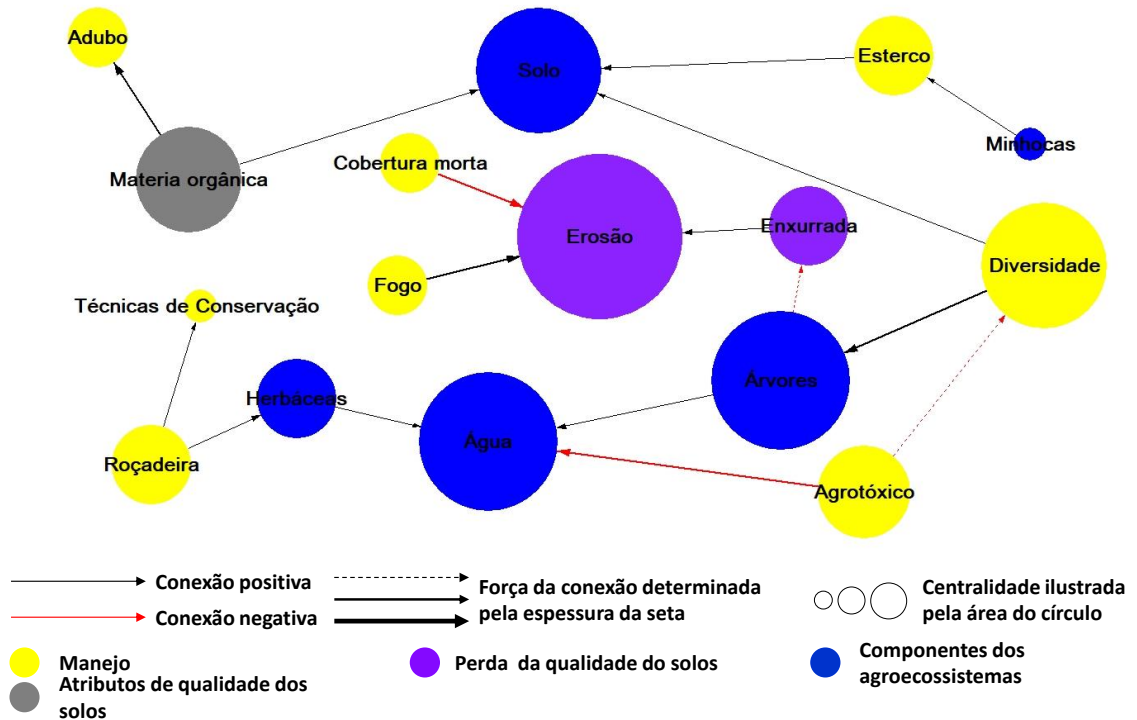 Adubo
Solo
Esterco
Minhocas
Cobertura morta
Materia orgânica
Erosão
Enxurrada
Diversidade
Fogo
Técnicas de Conservação
Herbáceas
Árvores
Água
Roçadeira
Agrotóxico
Conexão positiva
Conexão negativa
Força da conexão determinada
pela espessura da seta
Centralidade ilustrada
pela área do círculo
Manejo
Atributos de qualidade dos
solos
Perda da qualidade do solos
Componentes dos
agroecossistemas